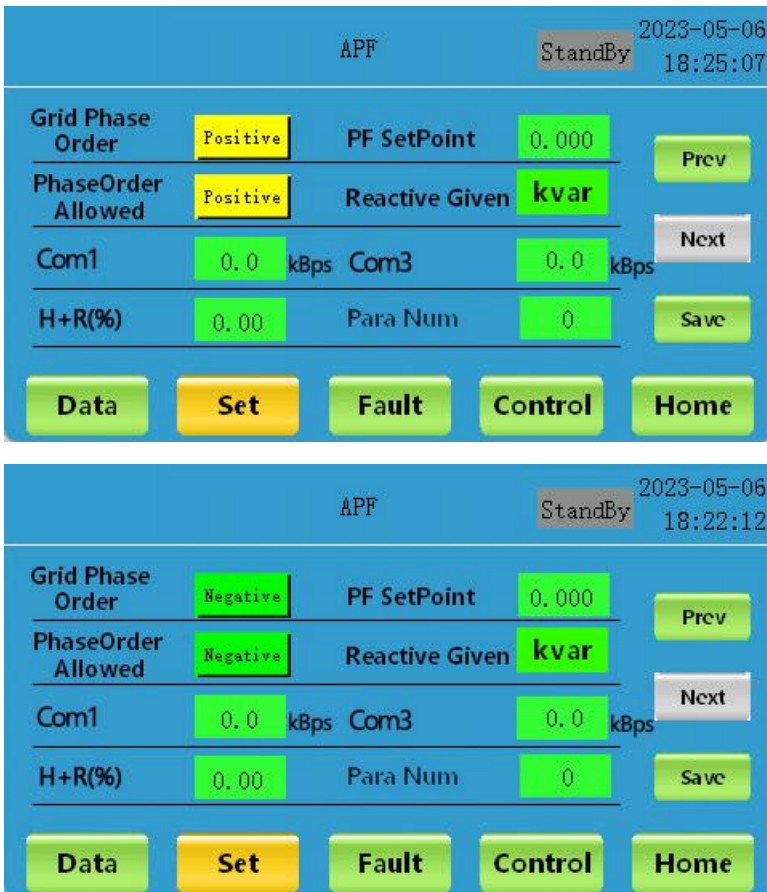 APF StandBy 2023-05-06
18:25:07
Grid Phase
Order Positive PF SetPoint 0.000 Prev
PhaseOrder
Allowed Positive Reactive Given kvar
Com1 0.0 kBps Com3 0.0 kBps Next
H+R(%) 0.00 Para Num 0 Save
Data Set Fault Control Home
APF StandBy 2023-05-06
18:22:12
Grid Phase
Order Negative PF SetPoint 0.000 Prev
PhaseOrder
Allowed Negative Reactive Given kvar
Com1 0.0 kBps Com3 0.0 kBps Next
H+R(%) 0.00 Para Num 0 Save
Data Set Fault Control Home